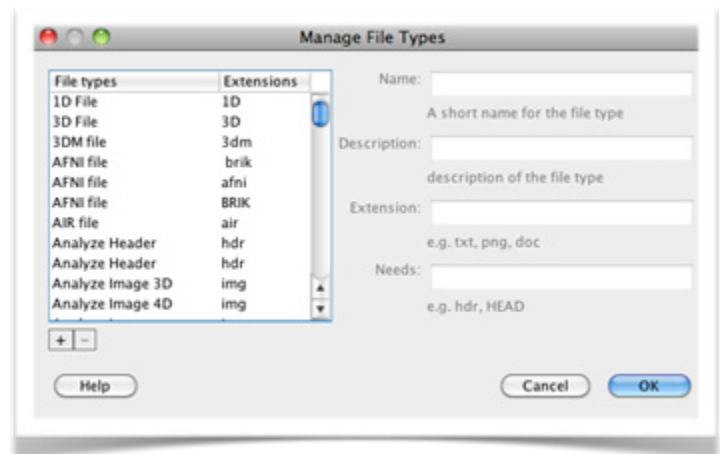 Manage File Types
File types Extensions
1D File 1D
3D File 3D
3DM file 3dm
AFNI file brik
AFNI file afni
AFNI file BRIK
AIR file air
Analyze Header hdr
Analyze Header hdr
Analyze Image 3D img
Analyze Image 4D img
+ −
Name:
A short name for the file type
Description:
description of the file type
Extension:
e.g. txt, png, doc
Needs:
e.g. hdr, HEAD
Help Cancel OK